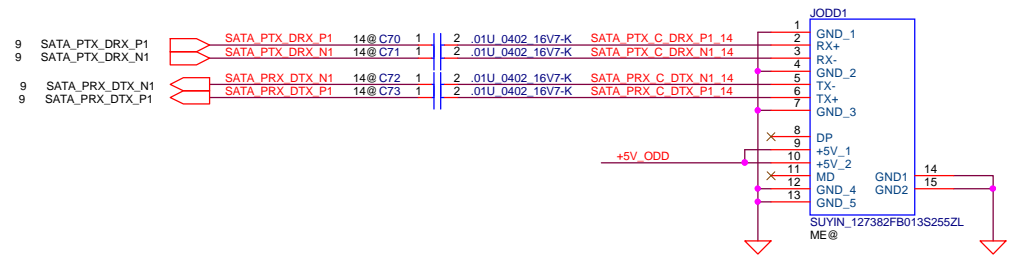 JODD1
1 GND_1
9 SATA_PTX_DRX_P1 SATA_PTX_DRX_P1 14@ C70 1 2 .01U_0402_16V7-K SATA_PTX_C_DRX_P1_14 2 RX+
9 SATA_PTX_DRX_N1 SATA_PTX_DRX_N1 14@ C71 1 2 .01U_0402_16V7-K SATA_PTX_C_DRX_N1_14 3 RX-
4 GND_2
9 SATA_PRX_DTX_N1 SATA_PRX_DTX_N1 14@ C72 1 2 .01U_0402_16V7-K SATA_PRX_C_DTX_N1_14 5 TX-
9 SATA_PRX_DTX_P1 SATA_PRX_DTX_P1 14@ C73 1 2 .01U_0402_16V7-K SATA_PRX_C_DTX_P1_14 6 TX+
7 GND_3
8 DP
9 +5V_1
+5V_ODD 10 +5V_2
11 MD GND1 14
12 GND_4 GND2 15
13 GND_5
SUYIN_127382FB013S255ZL
ME@